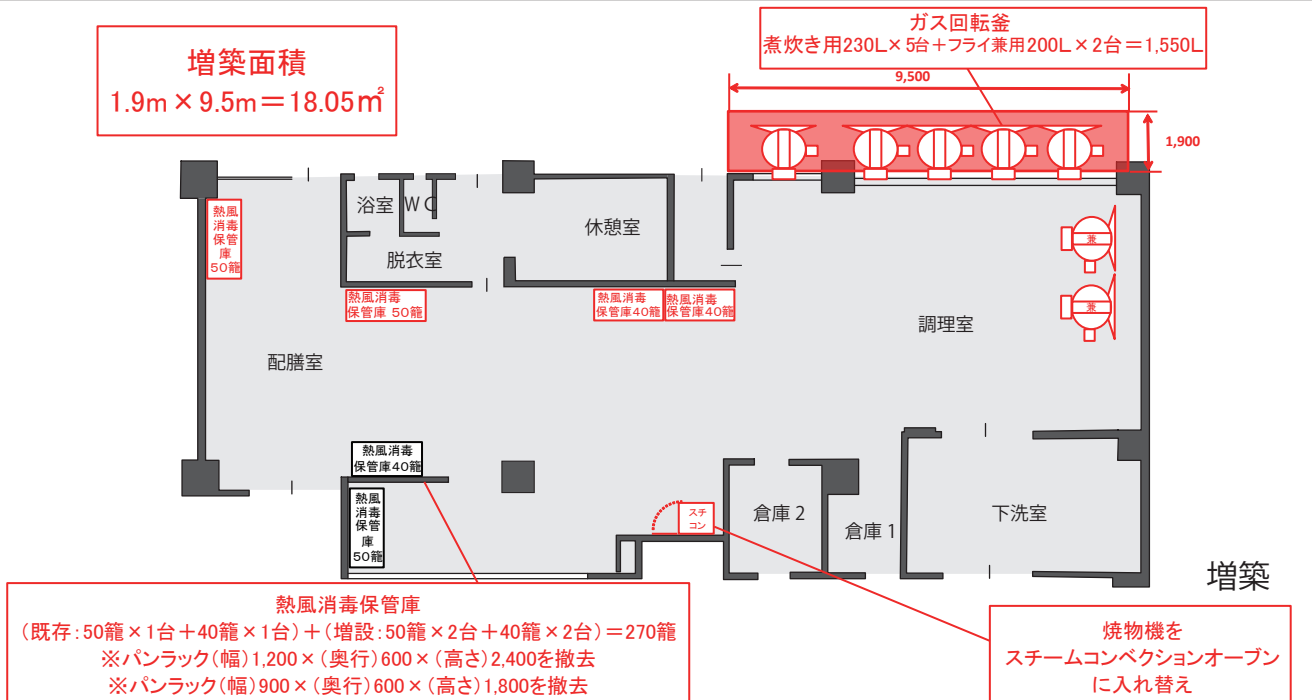 増築面積
1.9m×9.5m=18.05㎡
ガス回転釜
煮炊き用230L×5台+フライ兼用200L×2台=1,550L
9,500
1,900
熱風
消毒
保管
庫
50籠
浴室
WC
脱衣室
休憩室
熱風消毒
保管庫 50籠
熱風消毒
保管庫40籠
熱風消毒
保管庫40籠
兼
兼
調理室
配膳室
熱風消毒
保管庫40籠
熱風
消毒
保管
庫
50籠
スチ
コン
倉庫2
倉庫1
下洗室
増築
熱風消毒保管庫
(既存:50籠×1台+40籠×1台)+(増設:50籠×2台+40籠×2台)=270籠
※パンラック(幅)1,200×(奥行)600×(高さ)2,400を撤去
※パンラック(幅)900×(奥行)600×(高さ)1,800を撤去
焼物機を
スチームコンベクションオーブン
に入れ替え